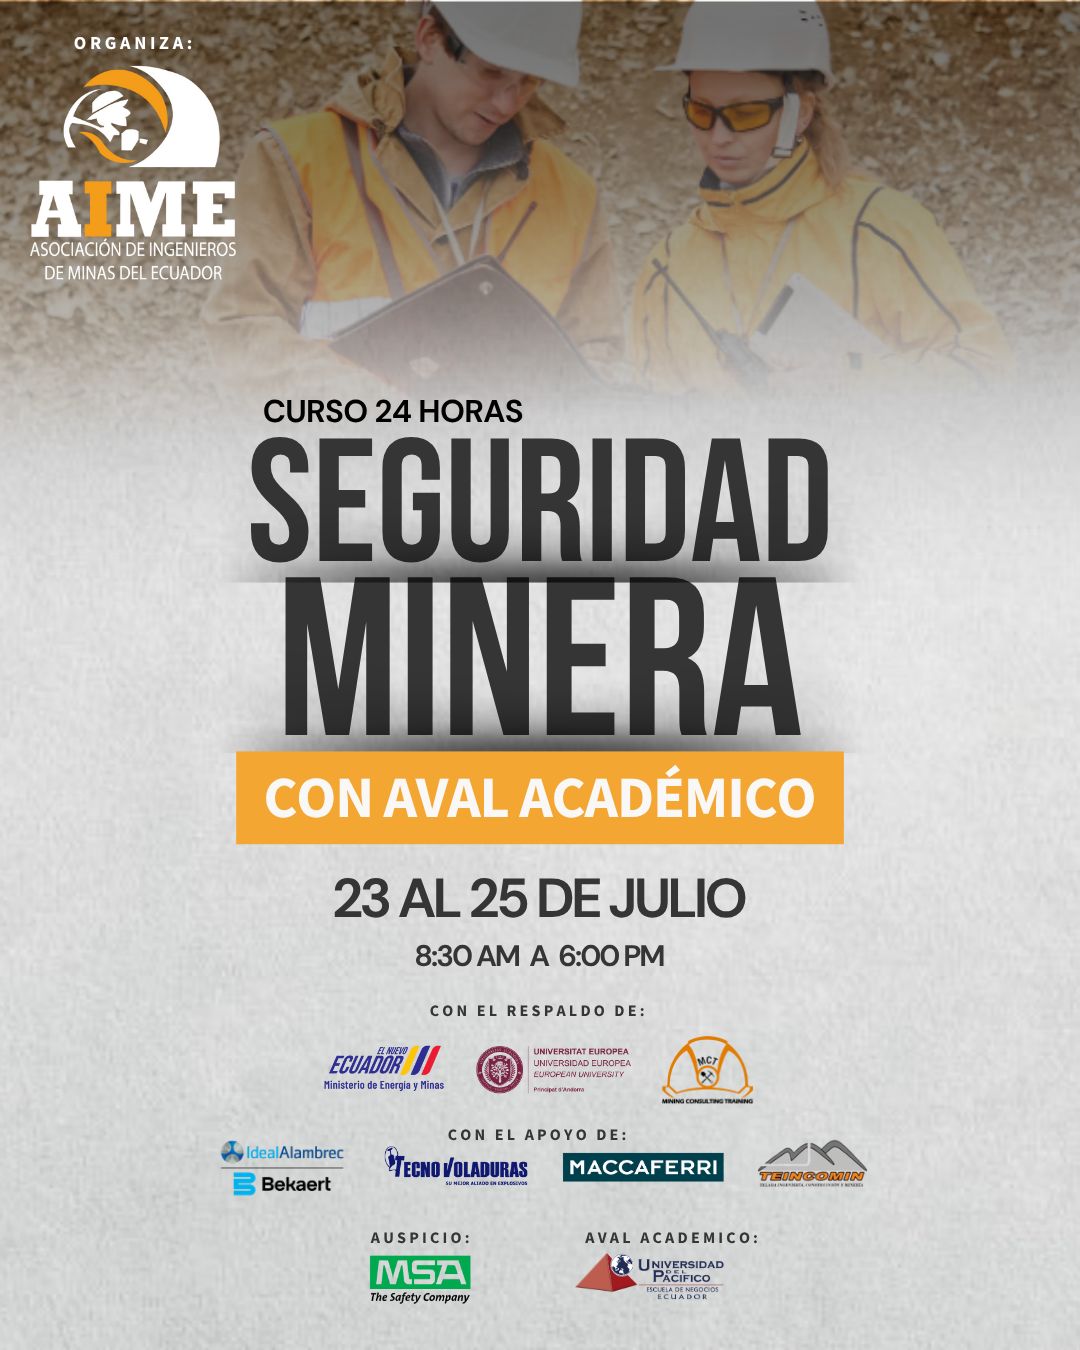 ORGANIZA:
AIME
ASOCIACIÓN DE INGENIEROS
DE MINAS DEL ECUADOR
CURSO 24 HORAS
SEGURIDAD
MINERA
CON AVAL ACADÉMICO
23 AL 25 DE JULIO
8:30 AM A 6:00 PM
CON EL RESPALDO DE:
EL NUEVO
ECUADOR
Ministerio de Energía y Minas
UNIVERSITAT EUROPEA
UNIVERSIDAD EUROPEA
EUROPEAN UNIVERSITY
Principat d'Andorra
MCT
MINING CONSULTING TRAINING
CON EL APOYO DE:
IdealAlambrec
Bekaert
TECNO VOLADURAS
SU MEJOR ALIADO EN EXPLOSIVOS
MACCAFERRI
TEINCOMIN
AUSPICIO:
MSA
The Safety Company
AVAL ACADEMICO:
UNIVERSIDAD
DEL
PACIFICO
ESCUELA DE NEGOCIOS
ECUADOR